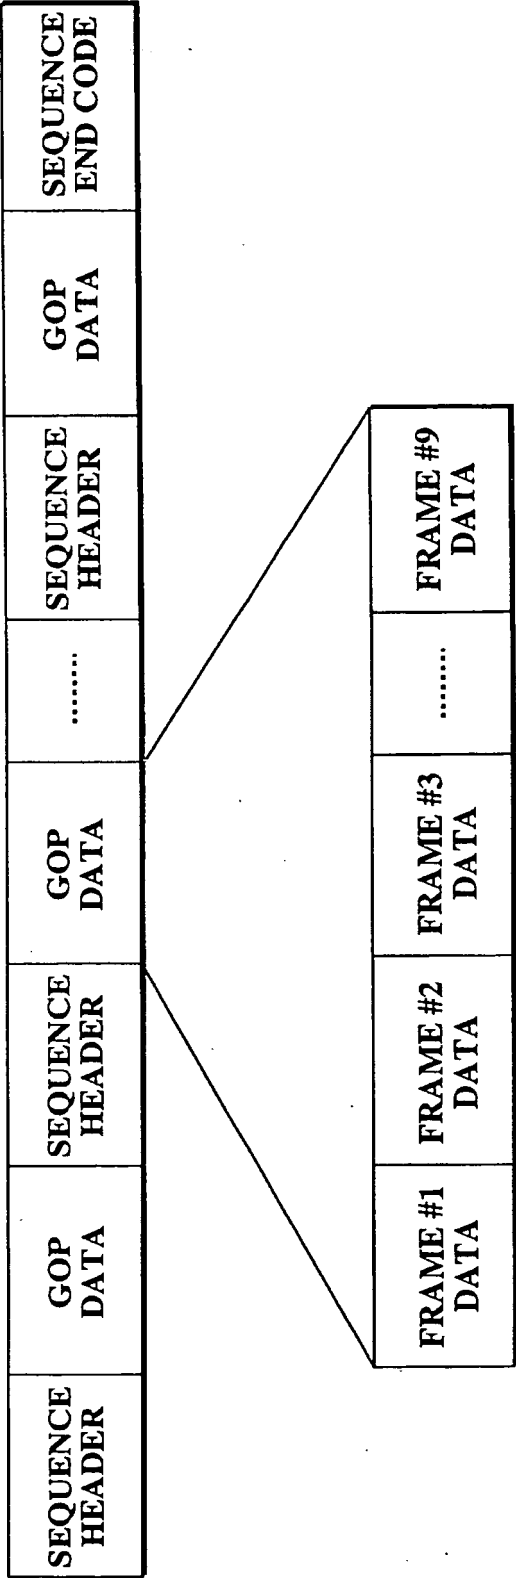 SEQUENCE
HEADER
GOP
DATA
SEQUENCE
HEADER
GOP
DATA
........
SEQUENCE
HEADER
GOP
DATA
SEQUENCE
END CODE
FRAME #1
DATA
FRAME #2
DATA
FRAME #3
DATA
........
FRAME #9
DATA